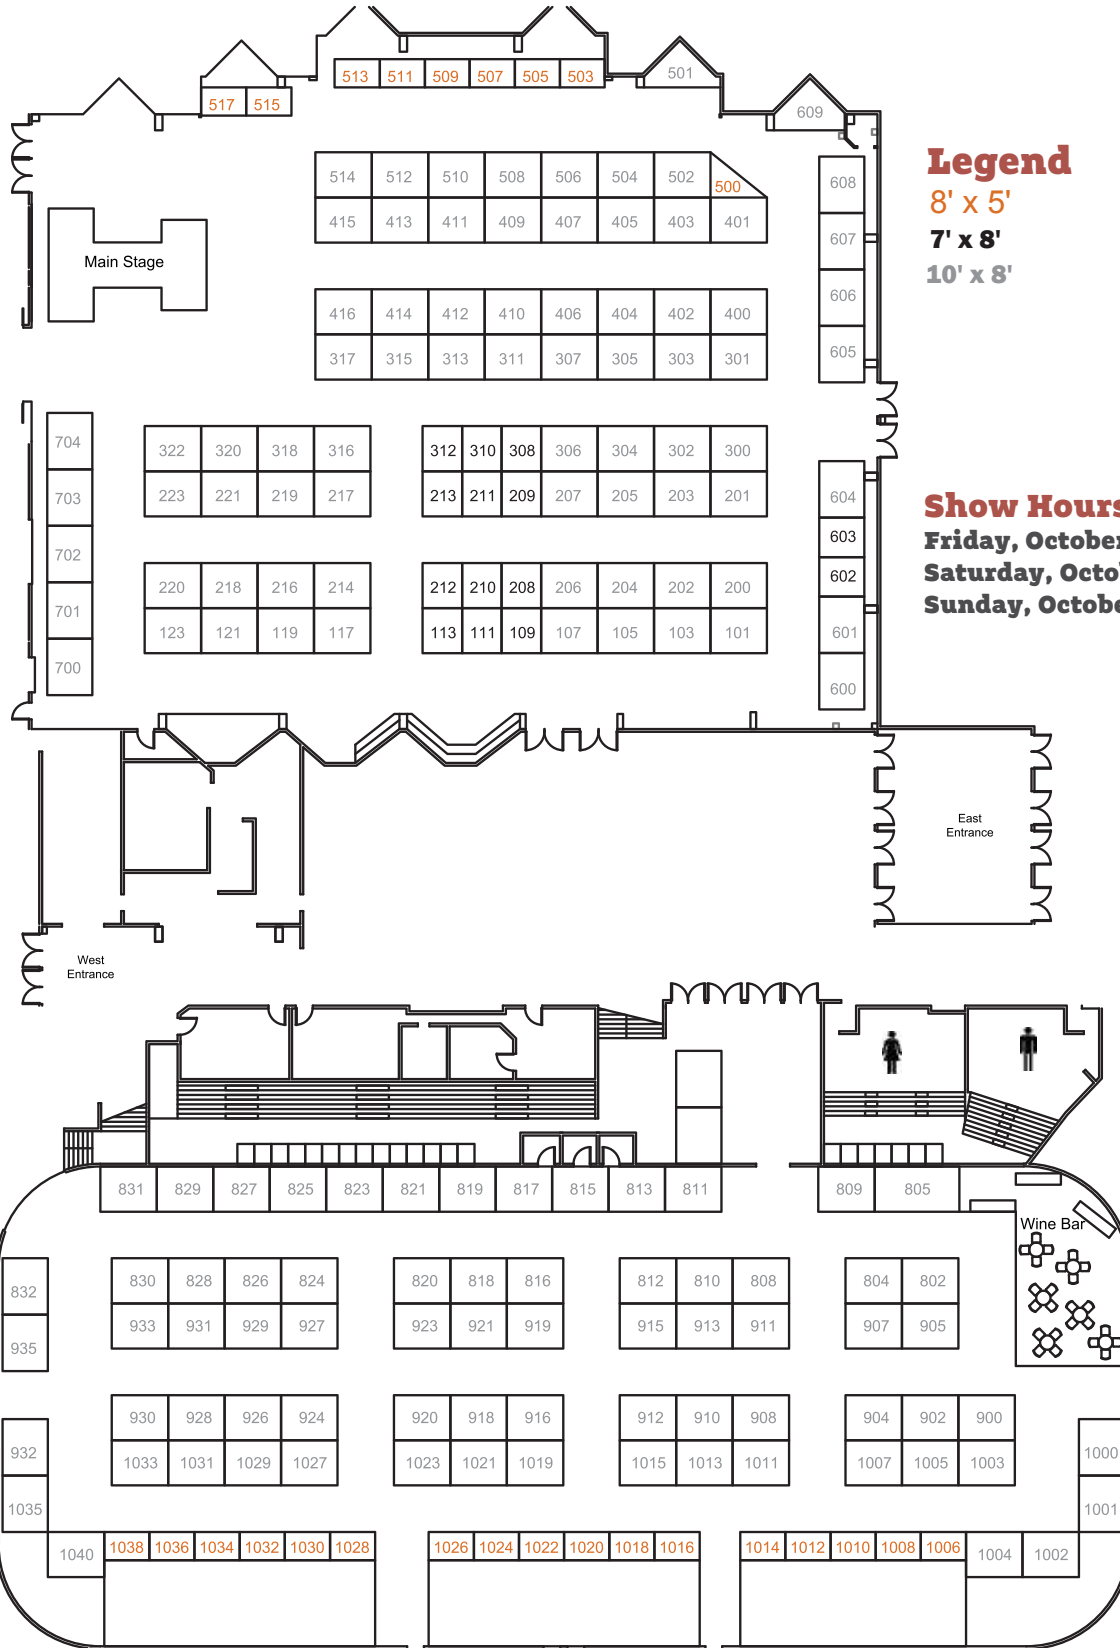 513 511 509 507 505 503
501
517 515
609
514 512 510 508 506 504 502 500
415 413 411 409 407 405 403 401
608
607
606
605
Legend
8' x 5'
7' x 8'
10' x 8'
Main Stage
416 414 412 410 406 404 402 400
317 315 313 311 307 305 303 301
704
703
702
701
700
322 320 318 316
223 221 219 217
312 310 308 306 304 302 300
213 211 209 207 205 203 201
604
603
602
601
600
Show Hours
Friday, October
Saturday, Octo
Sunday, Octobe
220 218 216 214
123 121 119 117
212 210 208 206 204 202 200
113 111 109 107 105 103 101
East
Entrance
West
Entrance
831 829 827 825 823 821 819 817 815 813 811
809 805
Wine Bar
832
935
830 828 826 824
933 931 929 927
820 818 816
923 921 919
812 810 808
915 913 911
804 802
907 905
932
1035
1040
930 928 926 924
1033 1031 1029 1027
920 918 916
1023 1021 1019
912 910 908
1015 1013 1011
904 902 900
1007 1005 1003
1000
1001
1038 1036 1034 1032 1030 1028
1026 1024 1022 1020 1018 1016
1014 1012 1010 1008 1006
1004 1002